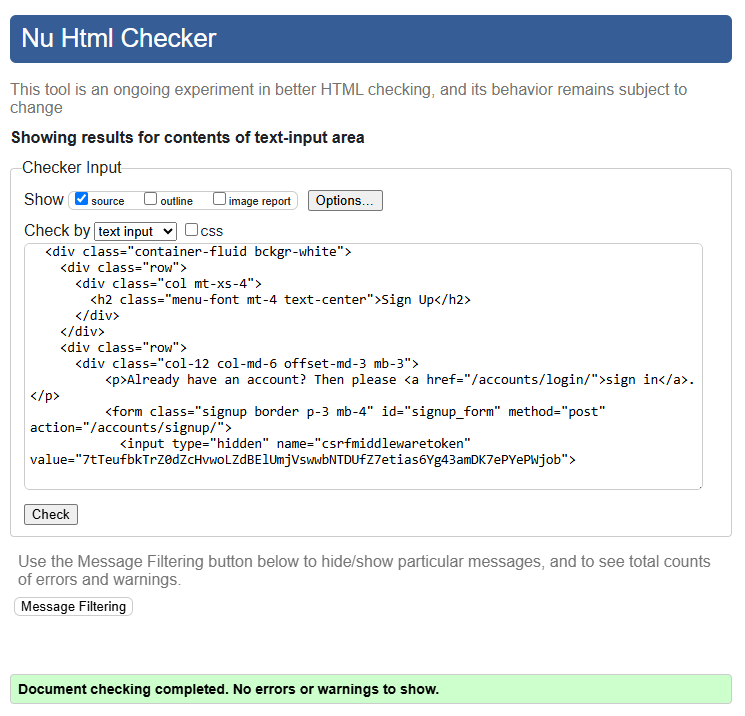 Nu Html Checker
This tool is an ongoing experiment in better HTML checking, and its behavior remains subject to
change
Showing results for contents of text-input area
Checker Input
Show source outline image report Options...
Check by text input css
<div class="container-fluid bckgr-white">
<div class="row">
<div class="col mt-xs-4">
<h2 class="menu-font mt-4 text-center">Sign Up</h2>
</div>
</div>
<div class="row">
<div class="col-12 col-md-6 offset-md-3 mb-3">
<p>Already have an account? Then please <a href="/accounts/login/">sign in</a>.
</p>
<form class="signup border p-3 mb-4" id="signup_form" method="post"
action="/accounts/signup/">
<input type="hidden" name="csrfmiddlewaretoken"
value="7tTeufbkTrZ0dZcHvwoLZdBElUmjVswwbNTDUfZ7etias6Yg43amDK7ePYePWjob">
Check
Use the Message Filtering button below to hide/show particular messages, and to see total counts
of errors and warnings.
Message Filtering
Document checking completed. No errors or warnings to show.